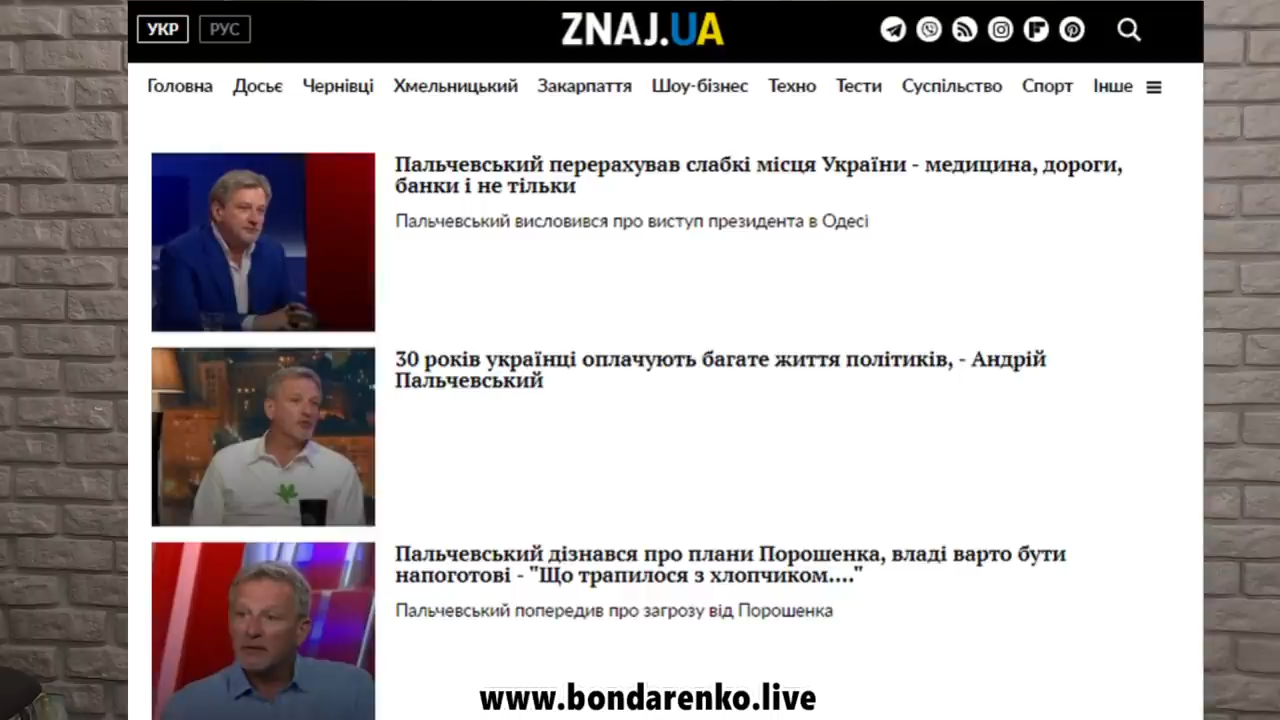 УКР РУС ZNAJ.UA
Головна Досьє Чернівці Хмельницький Закарпаття Шоу-бізнес Техно Тести Суспільство Спорт Інше
Пальчевський перерахував слабкі місця України - медицина, дороги,
банки і не тільки
Пальчевський висловився про виступ президента в Одесі
30 років українці оплачують багате життя політиків, - Андрій
Пальчевський
Пальчевський дізнався про плани Порошенка, владі варто бути
напоготові - "Що трапилося з хлопчиком...."
Пальчевський попередив про загрозу від Порошенка
www.bondarenko.live